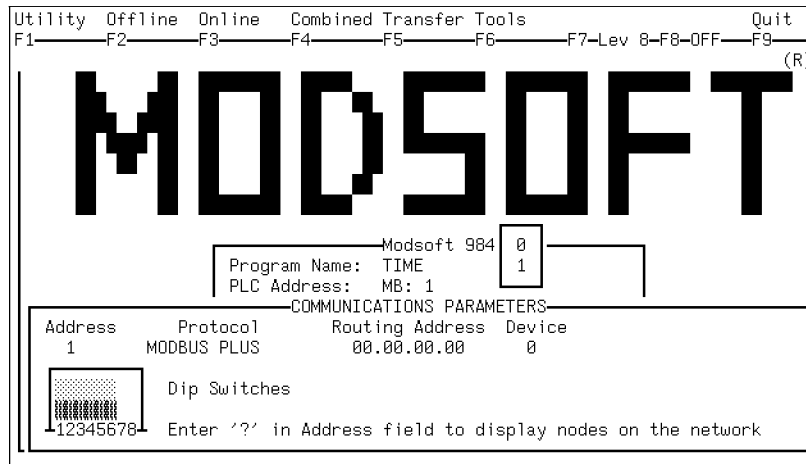 Utility Offline Online Combined Transfer Tools Quit
F1 F2 F3 F4 F5 F6 F7-Lev 8-F8-OFF F9
(R)
MODSOFT
Modsoft 984 0
Program Name: TIME 1
PLC Address: MB: 1
COMMUNICATIONS PARAMETERS
Address Protocol Routing Address Device
1 MODBUS PLUS 00.00.00.00 0
Dip Switches
12345678 Enter '?' in Address field to display nodes on the network